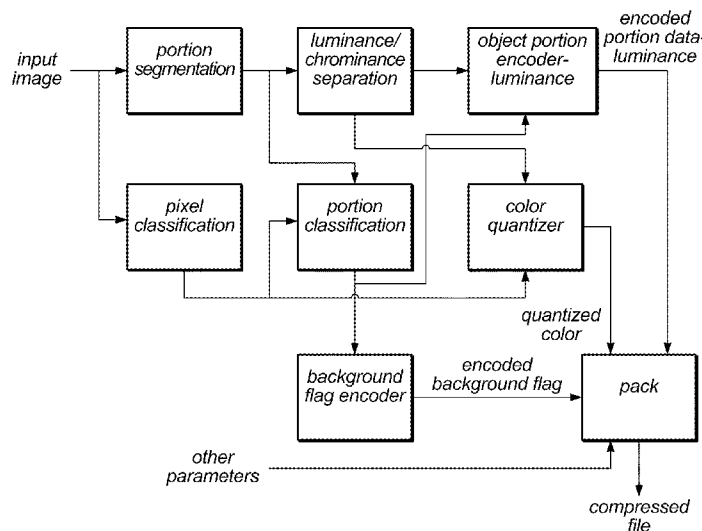 input
image
portion
segmentation
luminance/
chrominance
separation
object portion
encoder-
luminance
encoded
portion data-
luminance
pixel
classification
portion
classification
color
quantizer
quantized
color
background
flag encoder
encoded
background flag
pack
other
parameters
compressed
file